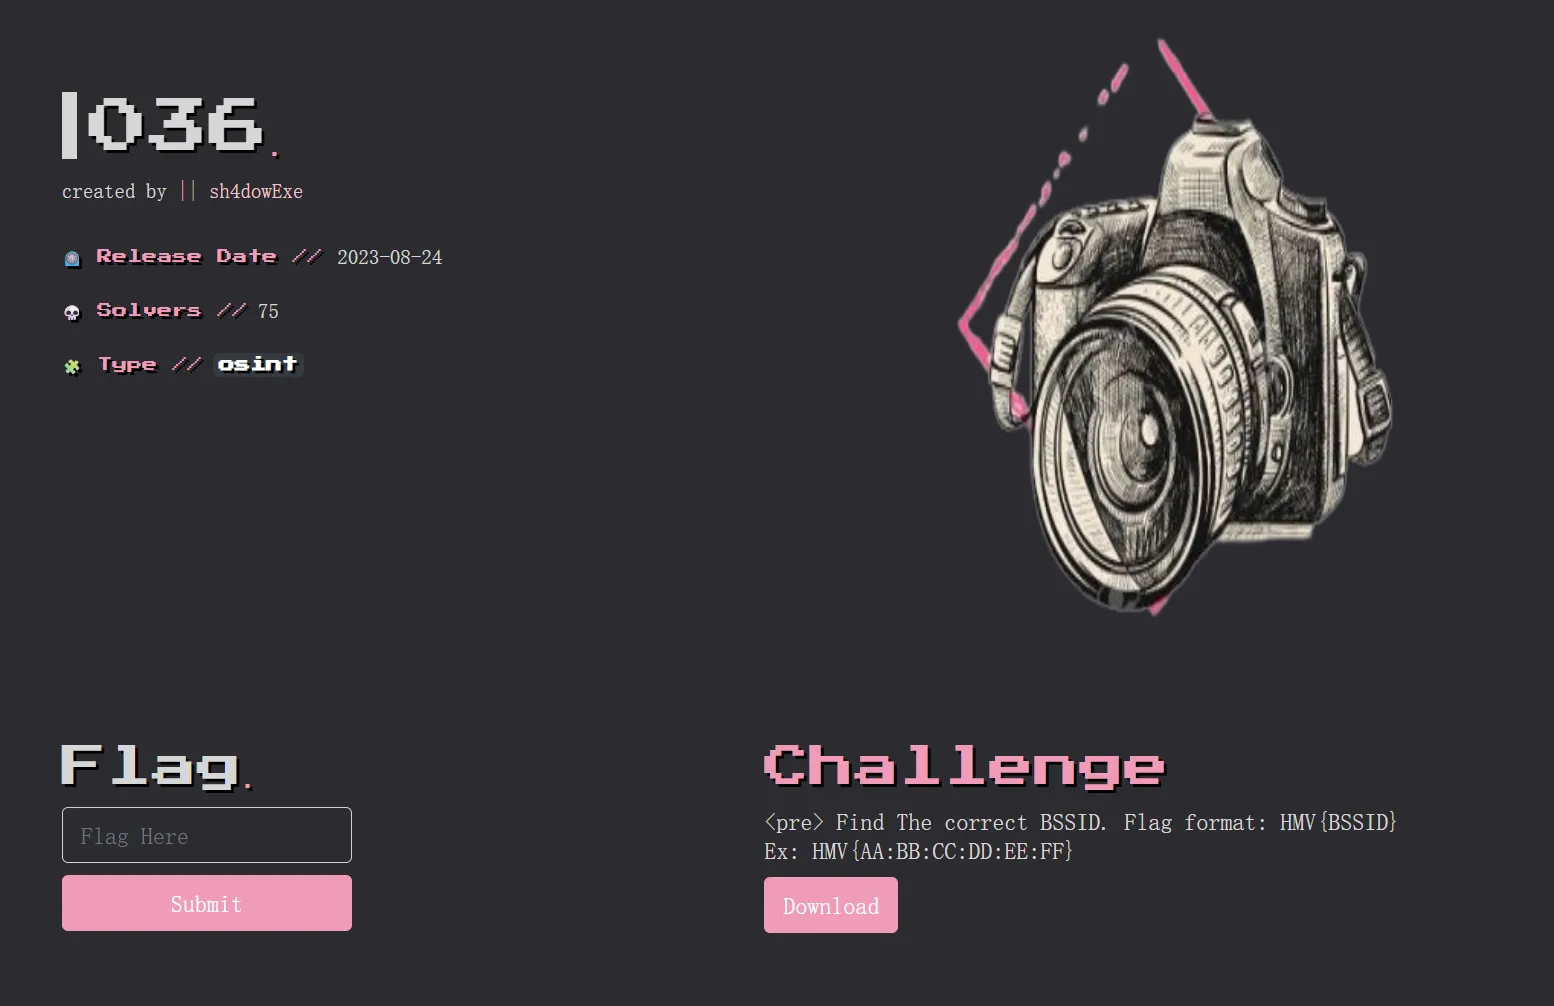 036.
created by || sh4dowExe
Release Date // 2023-08-24
Solvers // 75
Type // osint
Flag.
Flag Here
Submit
Challenge
<pre> Find The correct BSSID. Flag format: HMV{BSSID}
Ex: HMV{AA:BB:CC:DD:EE:FF}
Download